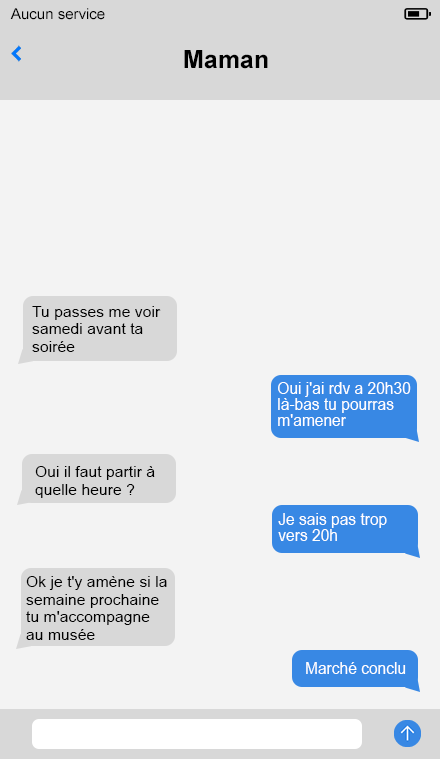 Aucun service
Maman
Tu passes me voir
samedi avant ta
soirée
Oui j'ai rdv a 20h30
là-bas tu pourras
m'amener
Oui il faut partir à
quelle heure ?
Je sais pas trop
vers 20h
Ok je t'y amène si la
semaine prochaine
tu m'accompagne
au musée
Marché conclu